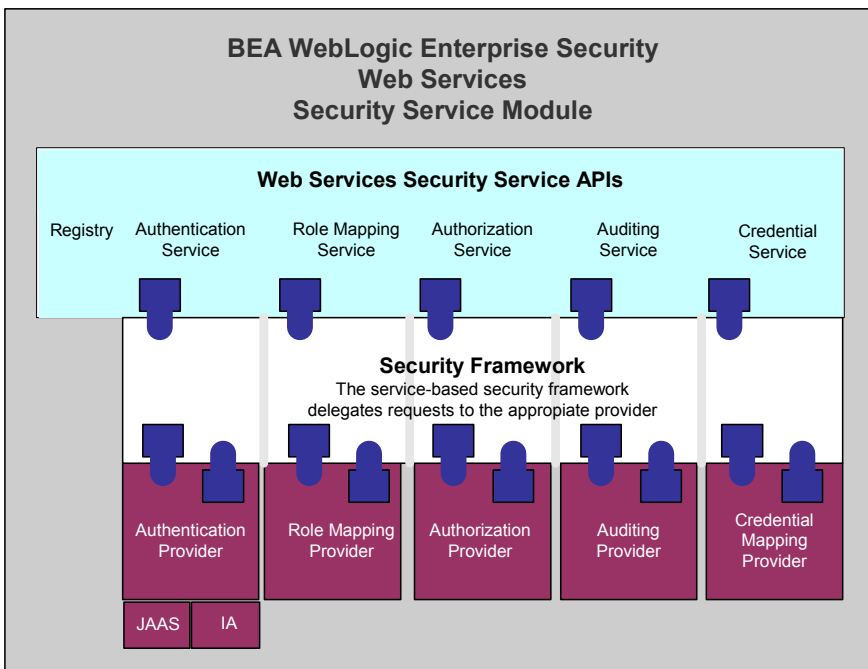 BEA WebLogic Enterprise Security
Web Services
Security Service Module
Web Services Security Service APIs
Registry
Authentication
Service
Role Mapping
Service
Authorization
Service
Auditing
Service
Credential
Service
Security Framework
The service-based security framework
delegates requests to the appropiate provider
Authentication
Provider
Role Mapping
Provider
Authorization
Provider
Auditing
Provider
Credential
Mapping
Provider
JAAS
IA